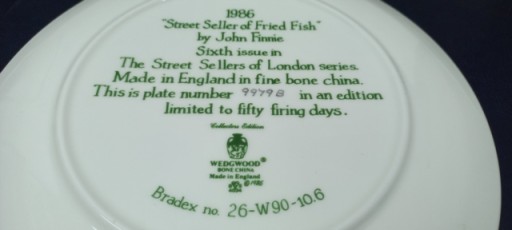 1986
"Street Seller of Fried Fish"
by John Finnie
Sixth issue in
The Street Sellers of London series.
Made in England in fine bone china.
This is plate number 9979B in an edition
limited to fifty firing days.
Collectors Edition
WEDGWOOD®
BONE CHINA
Made in England
© 1986
Bradex no. 26-W90-10.6